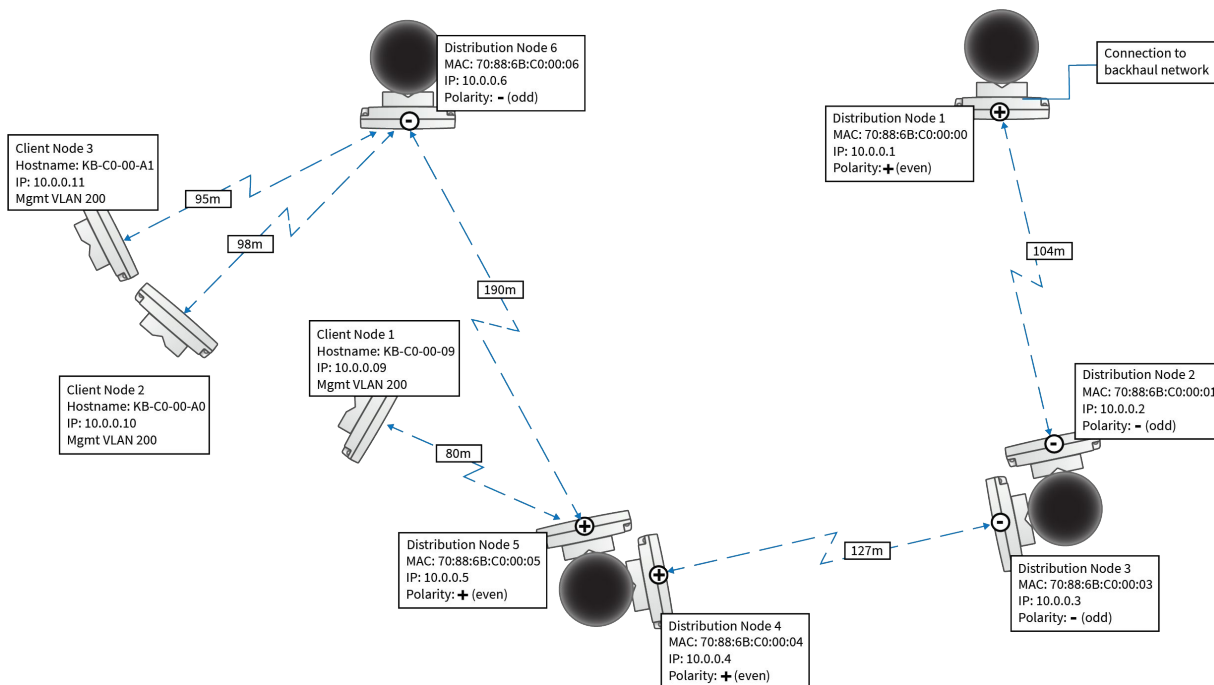 Distribution Node 6
MAC: 70:88:6B:C0:00:06
IP: 10.0.0.6
Polarity: - (odd)
-
Connection to
backhaul network
+
Distribution Node 1
MAC: 70:88:6B:C0:00:00
IP: 10.0.0.1
Polarity: + (even)
Client Node 3
Hostname: KB-C0-00-A1
IP: 10.0.0.11
Mgmt VLAN 200
95m
98m
104m
190m
Client Node 1
Hostname: KB-C0-00-09
IP: 10.0.0.09
Mgmt VLAN 200
Client Node 2
Hostname: KB-C0-00-A0
IP: 10.0.0.10
Mgmt VLAN 200
Distribution Node 2
MAC: 70:88:6B:C0:00:01
IP: 10.0.0.2
Polarity: - (odd)
-
80m
-
+
127m
Distribution Node 5
MAC: 70:88:6B:C0:00:05
IP: 10.0.0.5
Polarity: + (even)
+
Distribution Node 3
MAC: 70:88:6B:C0:00:03
IP: 10.0.0.3
Polarity: - (odd)
Distribution Node 4
MAC: 70:88:6B:C0:00:04
IP: 10.0.0.4
Polarity: + (even)